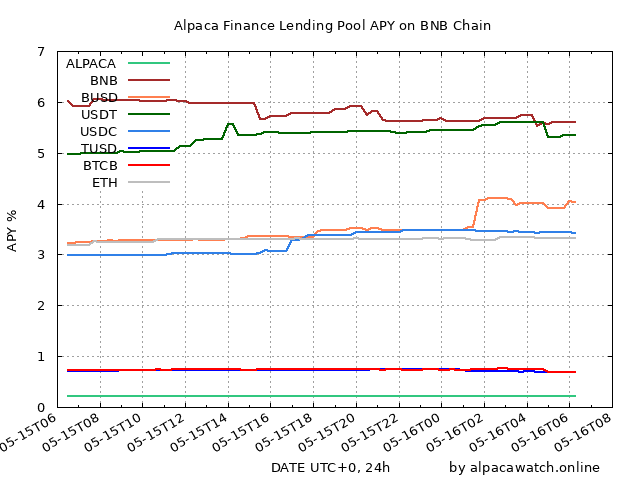 Alpaca Finance Lending Pool APY on BNB Chain
7
6
5
4
3
2
1
0
APY %
ALPACA
BNB
BUSD
USDT
USDC
TUSD
BTCB
ETH
05-15T06
05-15T08
05-15T10
05-15T12
05-15T14
05-15T16
05-15T18
05-15T20
05-15T22
05-16T00
05-16T02
05-16T04
05-16T06
05-16T08
DATE UTC+0, 24h
by alpacawatch.online